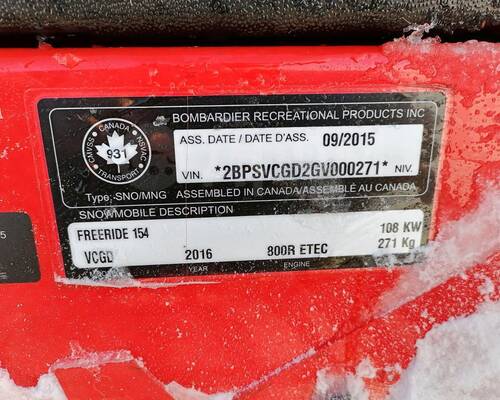 BOMBARDIER RECREATIONAL PRODUCTS INC
CANADA
CMVSS NSVAC
931
TRANSPORT
ASS. DATE / DATE D'ASS. 09/2015
VIN. *2BPSVCGD2GV000271* NIV.
Type:-SNO/MNG ASSEMBLED IN CANADA/ASSEMBLÉ AU CANADA
SNOWMOBILE DESCRIPTION
FREERIDE 154 108 KW
VCGD 2016 800R ETEC 271 Kg
YEAR ENGINE
5